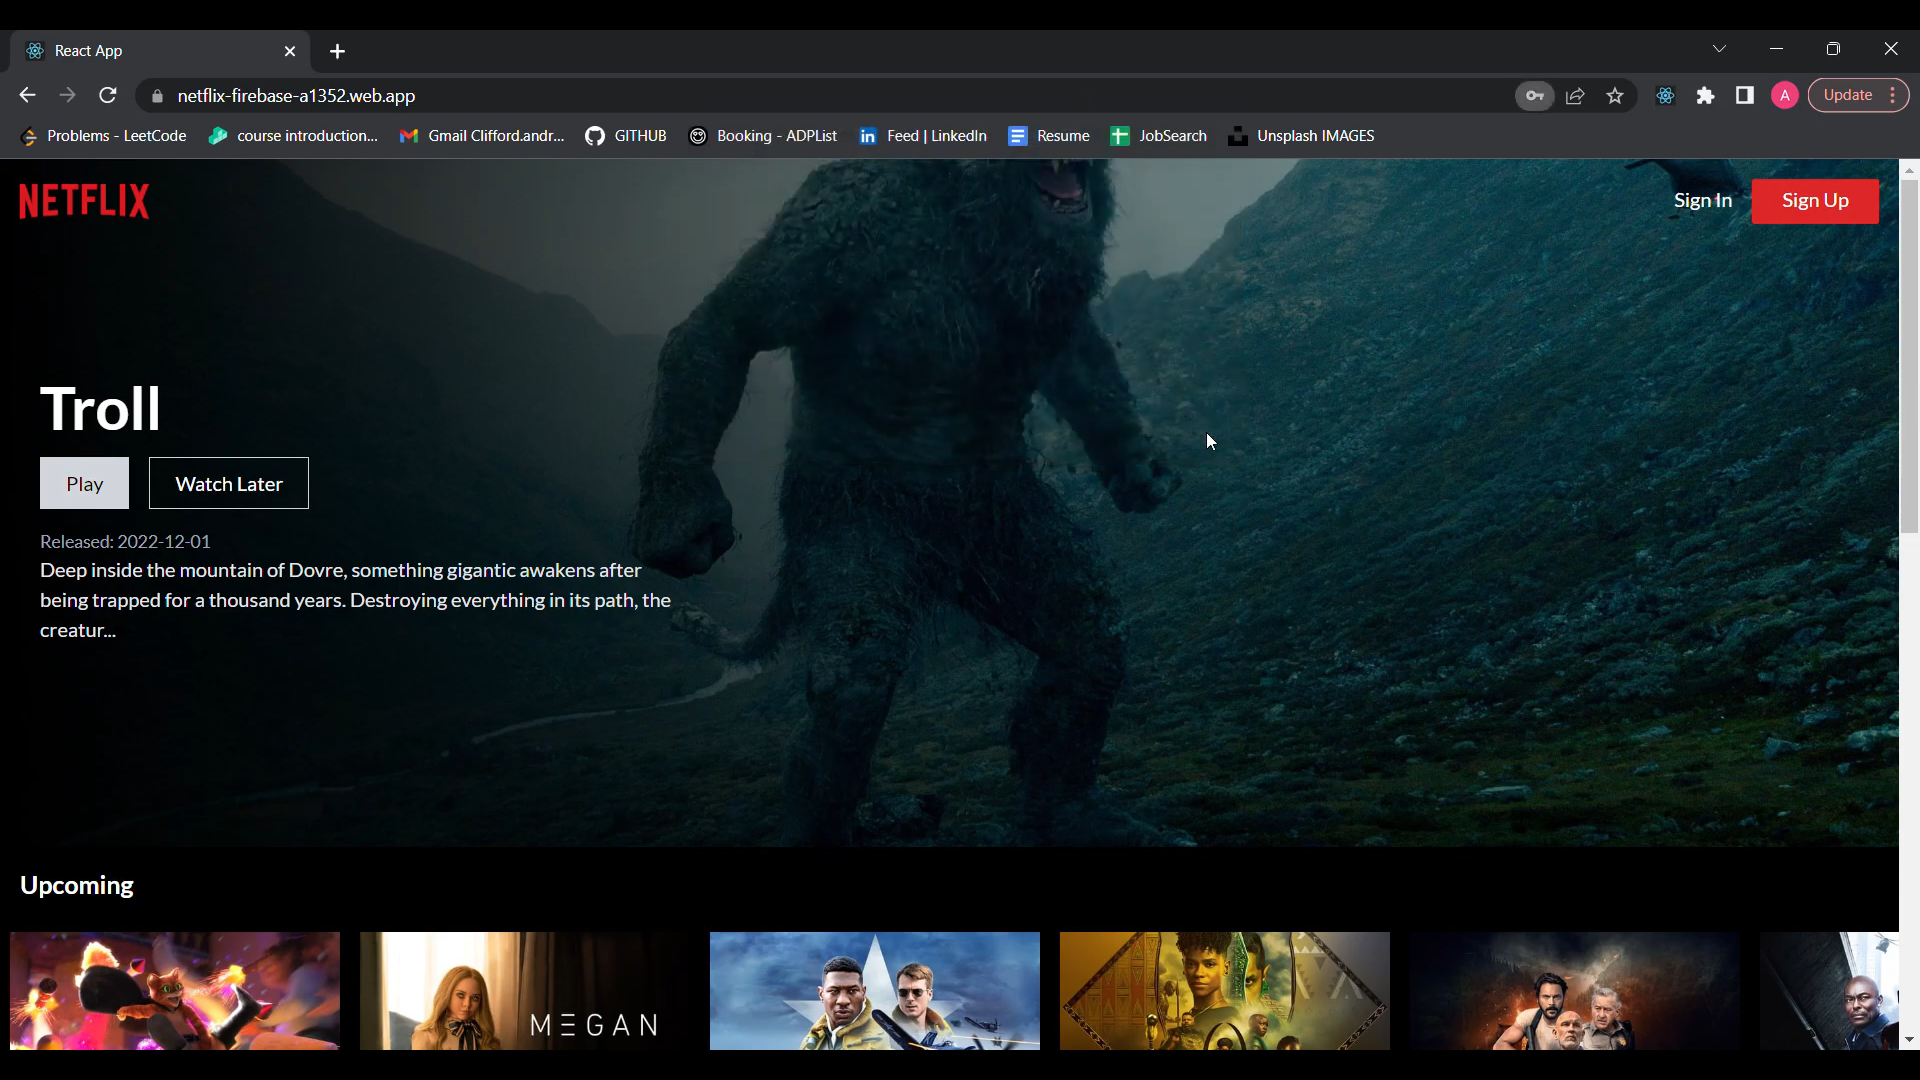 React App
netflix-firebase-a1352.web.app
A
Update
Problems - LeetCode
course introduction...
Gmail Clifford.andr...
GITHUB
Booking - ADPList
Feed | LinkedIn
Resume
JobSearch
Unsplash IMAGES
NETFLIX
Sign In
Sign Up
Troll
Play
Watch Later
Released: 2022-12-01
Deep inside the mountain of Dovre, something gigantic awakens after
being trapped for a thousand years. Destroying everything in its path, the
creatur...
Upcoming
M Ξ G A N